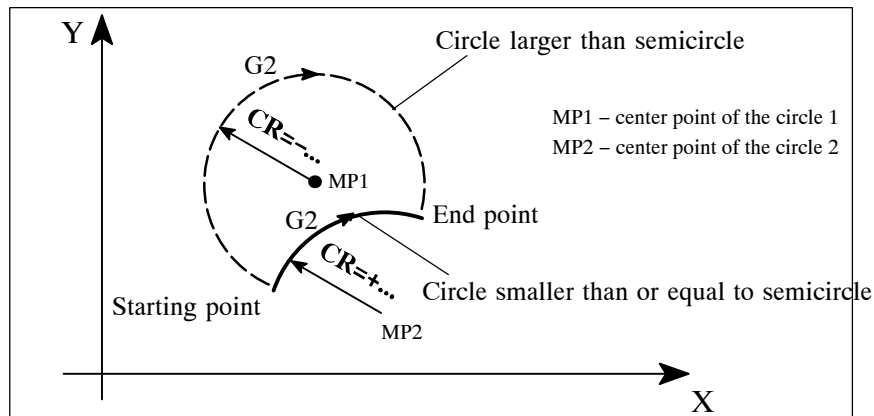 Y
Circle larger than semicircle
G2
CR=–...
MP1 – center point of the circle 1
MP2 – center point of the circle 2
MP1
G2
End point
CR=+...
Circle smaller than or equal to semicircle
Starting point
MP2
X